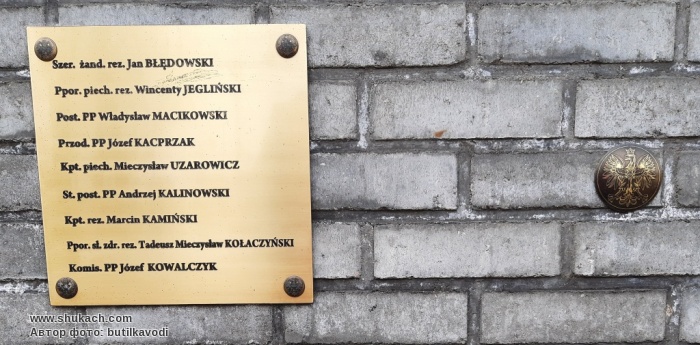 Szer. żand. rez. Jan BŁĘDOWSKI
Ppor. piech. rez. Wincenty JEGLIŃSKI
Post. PP Władysław MACIKOWSKI
Przod. PP Józef KACPRZAK
Kpt. piech. Mieczysław UZAROWICZ
St. post. PP Andrzej KALINOWSKI
Kpt. rez. Marcin KAMIŃSKI
Ppor. sł. zdr. rez. Tadeusz Mieczysław KOŁACZYŃSKI
Komis. PP Józef KOWALCZYK
www.shukach.com
Автор фото: butilkavodi